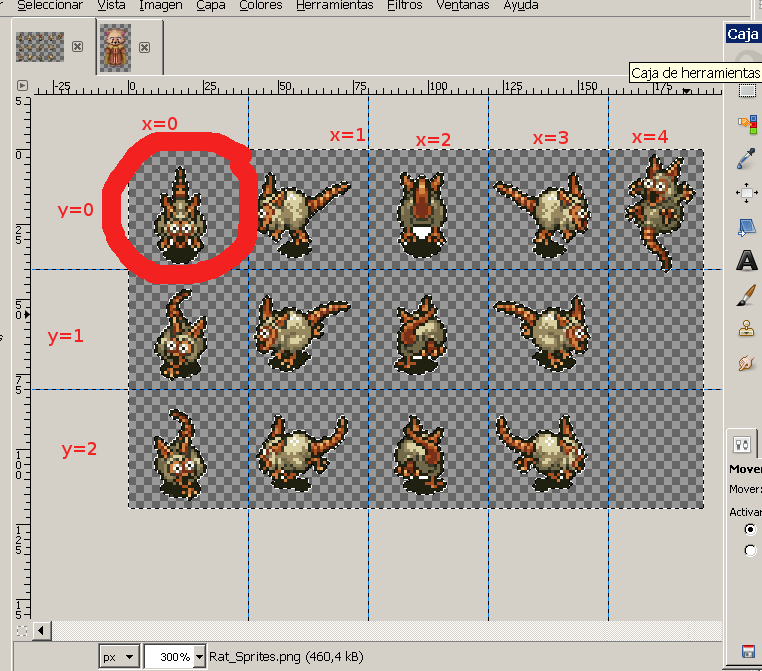 Seleccionar Vista Imagen Capa Colores Herramientas Filtros Ventanas Ayuda
Caja
Caja de herramientas
-25 0 25 50 75 100 125 150 175
x=0 x=1 x=2 x=3 x=4
5
0
y=0
25
50
y=1
75
100
y=2
125
15
Mover
Mover:
Activar
px 300% Rat_Sprites.png (460,4 kB)